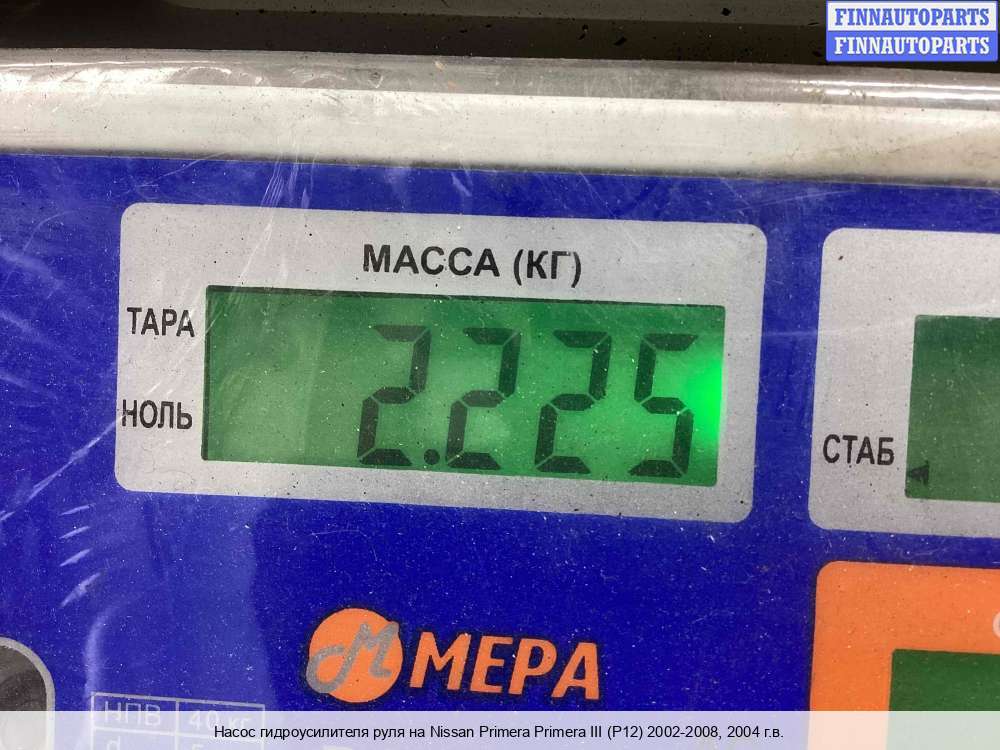 FINNAUTOPARTS
FINNAUTOPARTS
МАССА (КГ)
ТАРА
2.225
НОЛЬ
СТАБ
М МЕРА
НПВ 40 кг
Насос гидроусилителя руля на Nissan Primera Primera III (P12) 2002-2008, 2004 г.в.